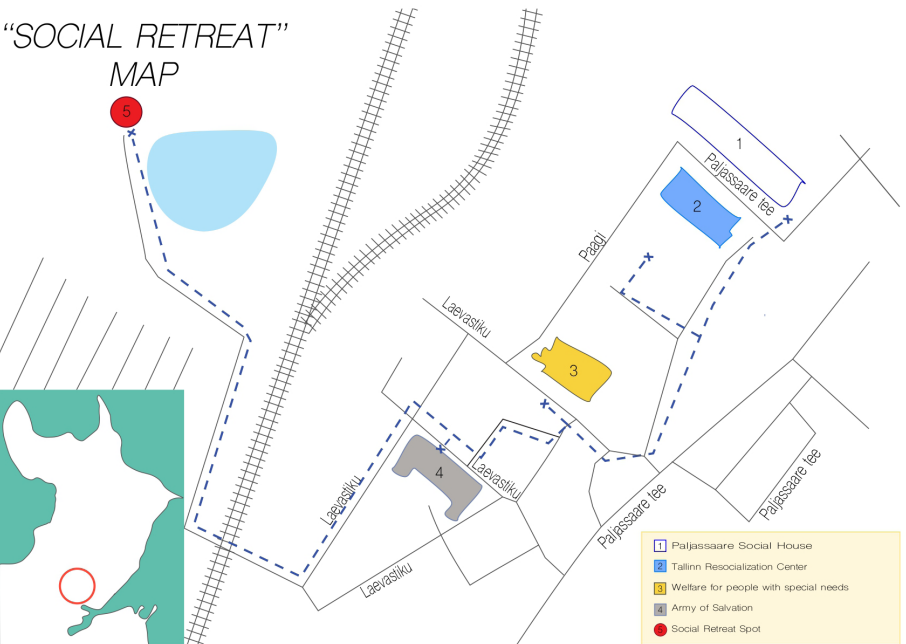 “SOCIAL RETREAT”
MAP
5
1
Paljassaare tee
2
Paagi
Laevastiku
3
4
Laevastiku
Laevastiku
Paljassaare tee
Paljassaare tee
Laevastiku
1 Paljassaare Social House
2 Tallinn Resocialization Center
3 Welfare for people with special needs
4 Army of Salvation
5 Social Retreat Spot